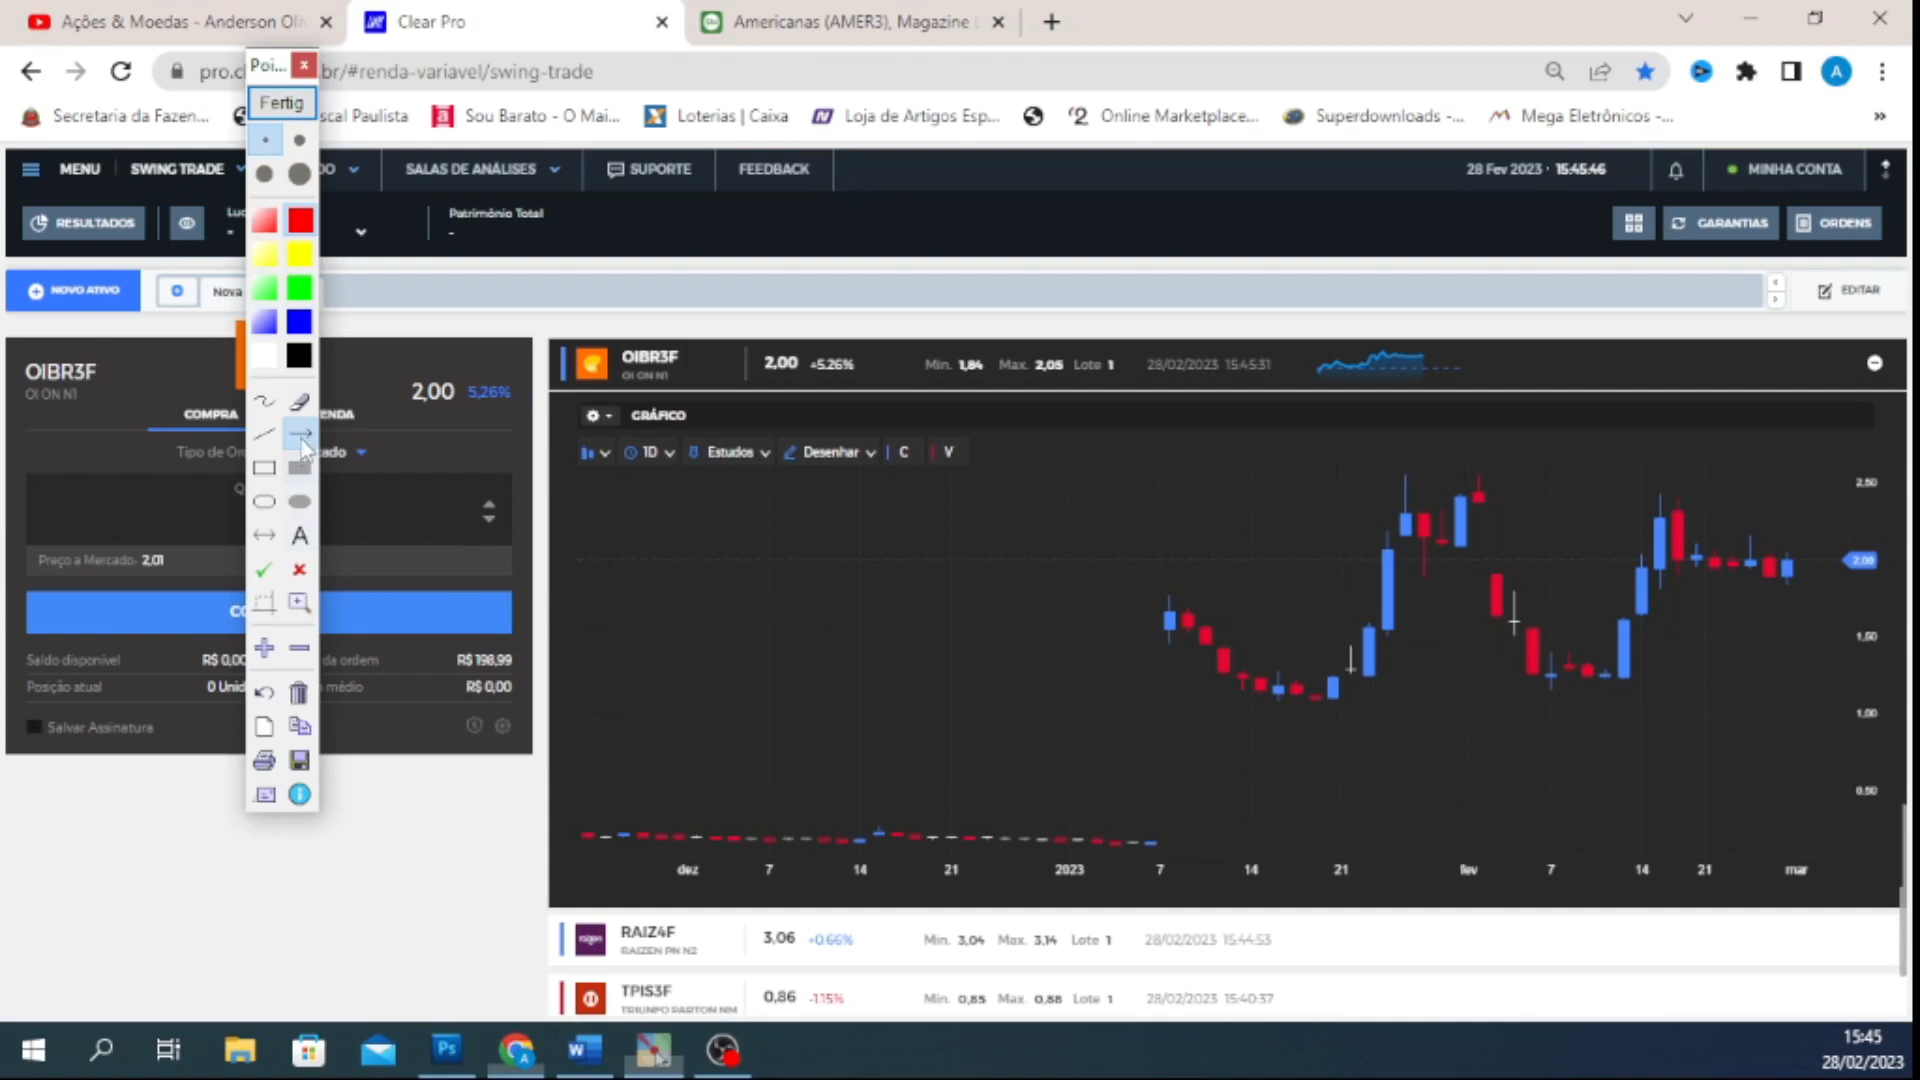 Ações & Moedas - Anderson Oli
Clear Pro
Americanas (AMER3), Magazine
Poi...
pro.cl
br/#renda-variavel/swing-trade
A
Fertig
Secretaria da Fazen...
scal Paulista
Sou Barato - O Mai...
Loterias | Caixa
Loja de Artigos Esp...
Online Marketplace...
Superdownloads -...
Mega Eletrônicos -...
MENU
SWING TRADE
DO
SALAS DE ANÁLISES
SUPORTE
FEEDBACK
28 Fev 2023 · 15:45:46
MINHA CONTA
RESULTADOS
Luc
-
Patrimônio Total
-
GARANTIAS
ORDENS
NOVO ATIVO
Nova
EDITAR
OIBR3F
OI ON N1
2,00 5,26%
COMPRA
ENDA
Tipo de Or
ado
Q
Preço a Mercado: 2,01
CO
Saldo disponível R$ 0,00
da ordem R$ 198,99
Posição atual 0 Unid
médio R$ 0,00
Salvar Assinatura
A
OIBR3F
OI ON N1
2,00 +5.26%
Min. 1,84 Max. 2,05 Lote 1
28/02/2023 15:45:31
GRÁFICO
1D
Estudos
Desenhar
C
V
2,50
2,00
1,50
1,00
0,50
dez 7 14 21 2023 7 14 21 fev 7 14 21 mar
raízen
RAIZ4F
RAIZEN PN N2
3,06 +0.66%
Min. 3,04 Max. 3,14 Lote 1
28/02/2023 15:44:53
TPIS3F
TRIUNFO PARTON NM
0,86 -1.15%
Min. 0,85 Max. 0,88 Lote 1
28/02/2023 15:40:37
Ps
A
W
15:45
28/02/2023